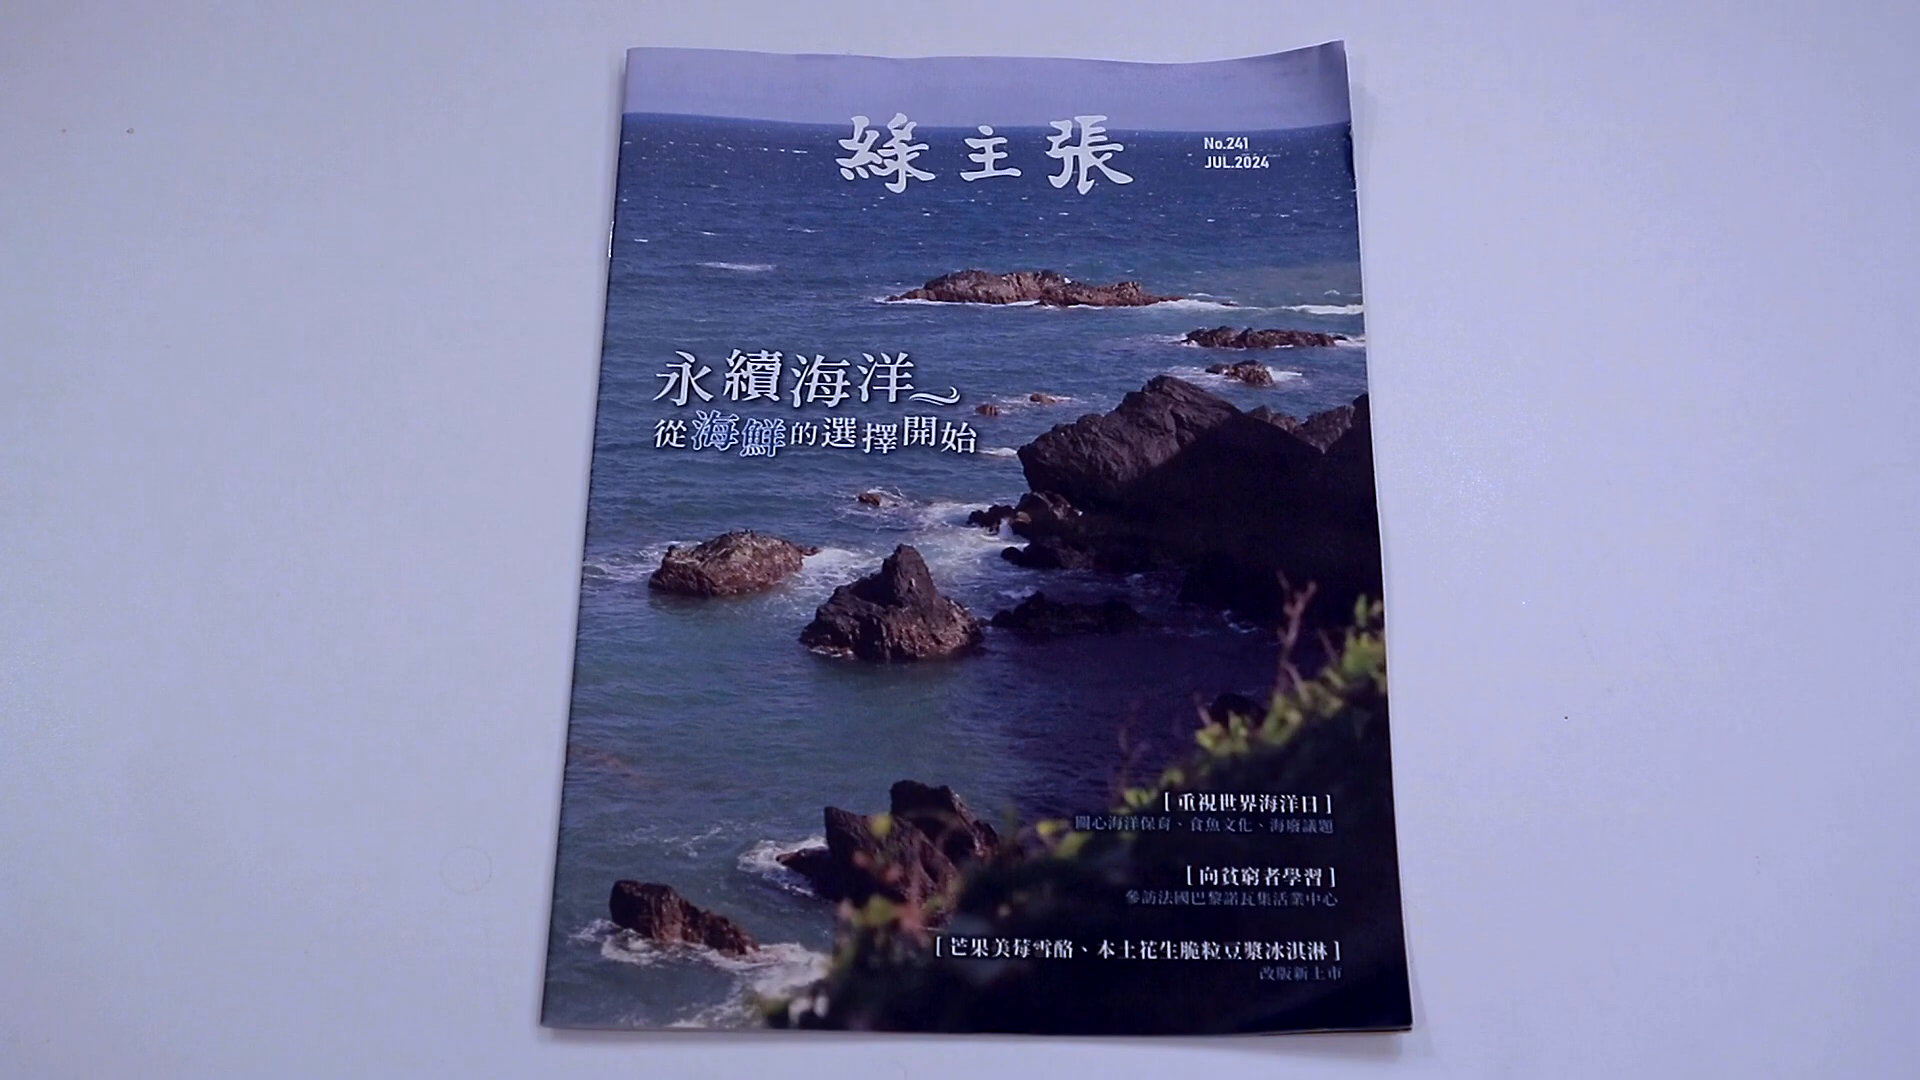 綠主張
No.241
JUL.2024
永續海洋
從海鮮的選擇開始
[ 重視世界海洋日 ]
關心海洋保育、食魚文化、海廢議題
[ 向貧窮者學習 ]
參訪法國巴黎諾瓦集活業中心
[ 芒果美莓雪酪、本土花生脆粒豆漿冰淇淋 ]
改版新上市